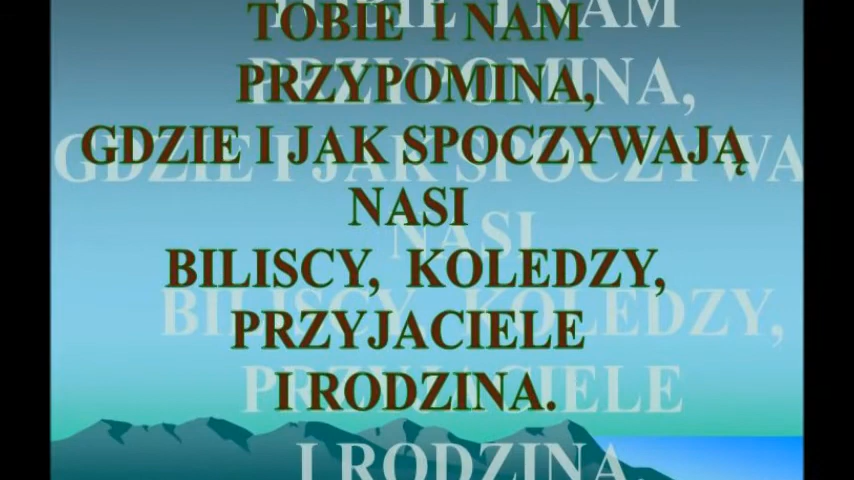 TOBIE I NAM
PRZYPOMINA,
GDZIE I JAK SPOCZYWAJĄ
NASI
BILISCY, KOLEDZY,
PRZYJACIELE
I RODZINA.